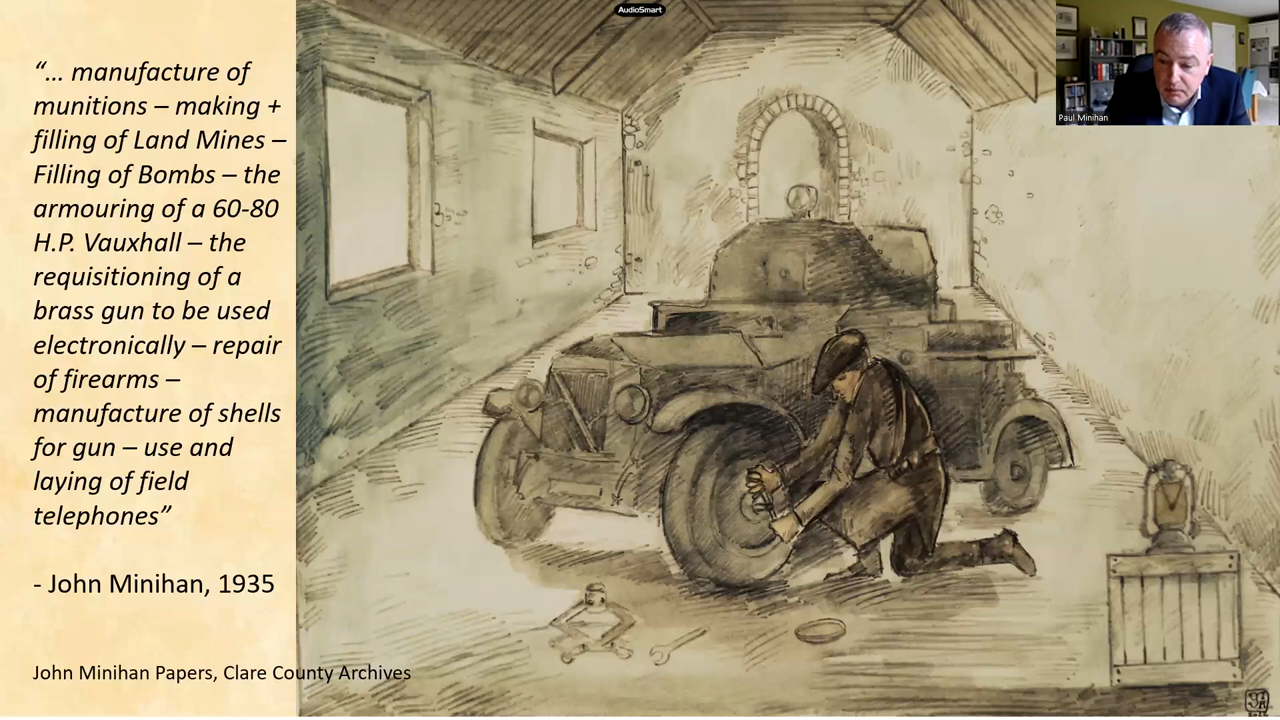 AudioSmart
Paul Minihan
“... manufacture of
munitions – making +
filling of Land Mines –
Filling of Bombs – the
armouring of a 60-80
H.P. Vauxhall – the
requisitioning of a
brass gun to be used
electronically – repair
of firearms –
manufacture of shells
for gun – use and
laying of field
telephones”
- John Minihan, 1935
John Minihan Papers, Clare County Archives